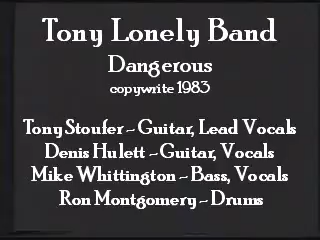 Tony Lonely Band
Dangerous
copywrite 1983
Tony Stoufer - Guitar, Lead Vocals
Denis Hulett - Guitar, Vocals
Mike Whittington - Bass, Vocals
Ron Montgomery - Drums